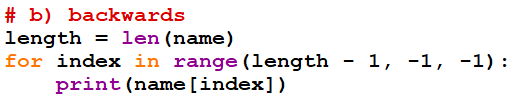 # b) backwards
length = len(name)
for index in range(length - 1, -1, -1):
    print(name[index])